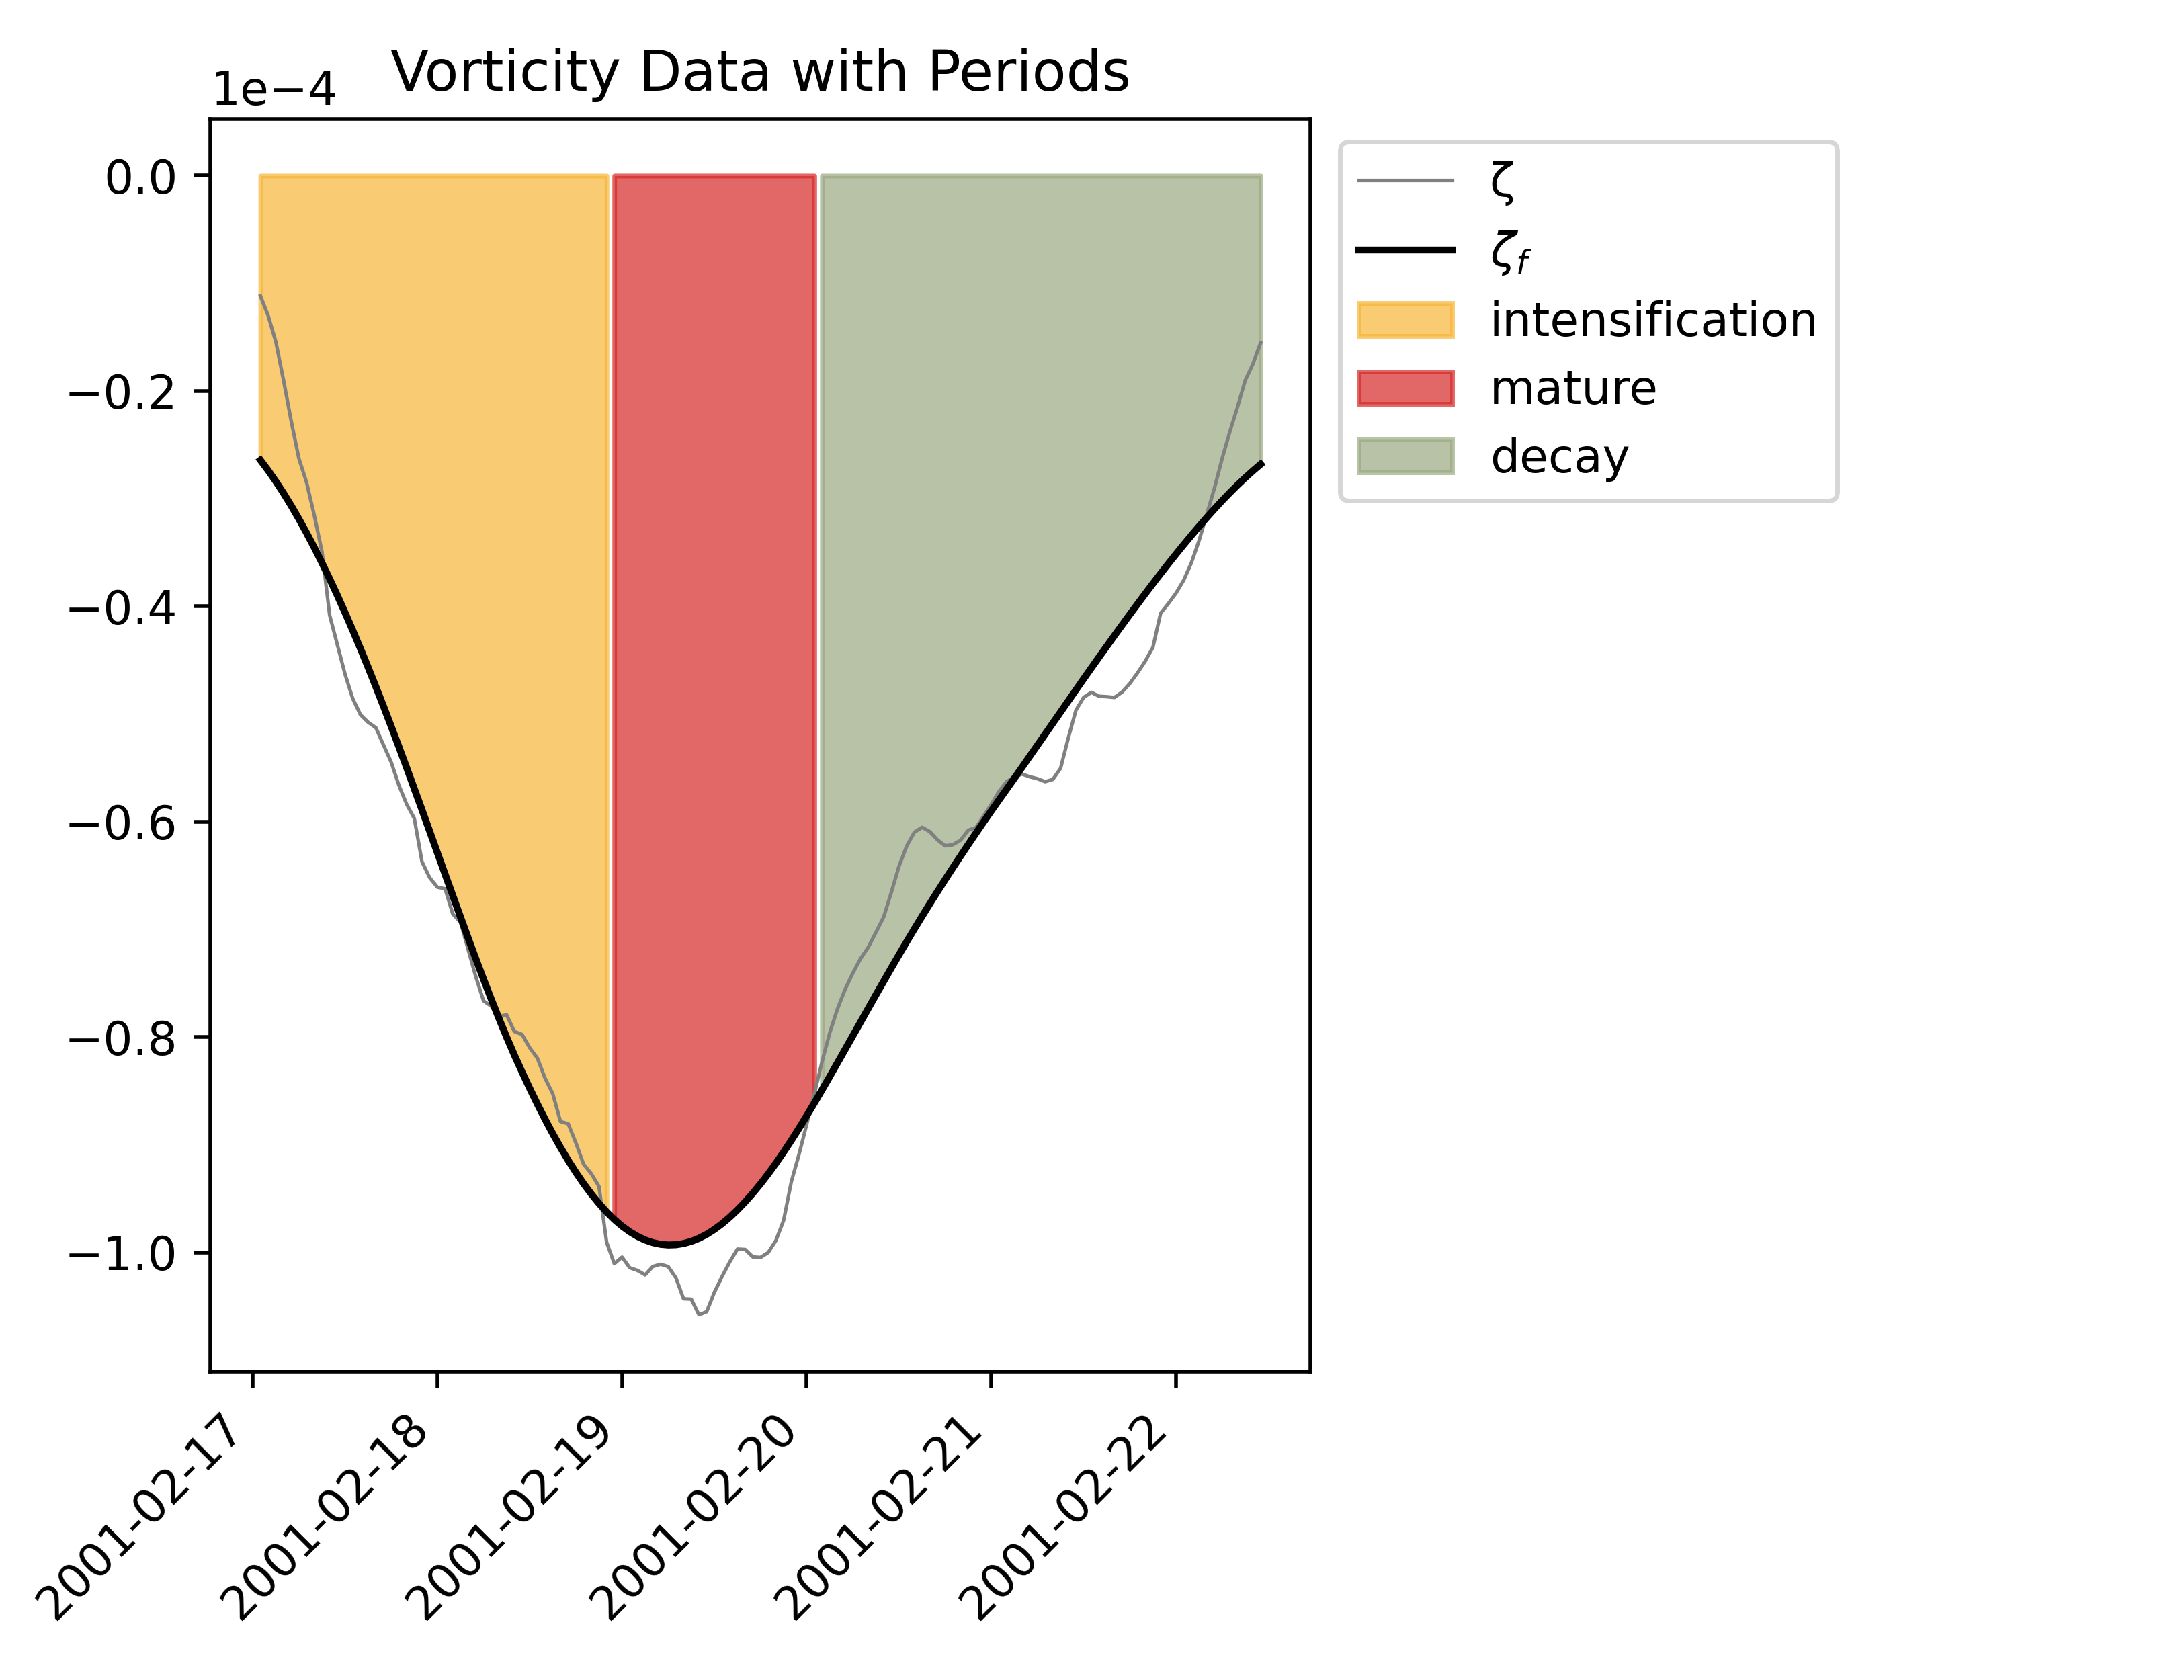 Vorticity Data with Periods
1e−4
0.0
−0.2
−0.4
−0.6
−0.8
−1.0
2001-02-17
2001-02-18
2001-02-19
2001-02-20
2001-02-21
2001-02-22
ζ
ζf
intensification
mature
decay